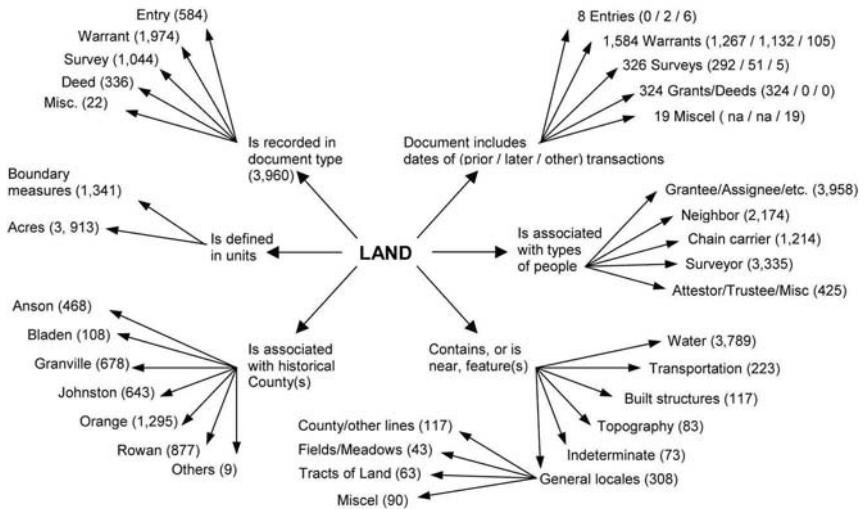 Entry (584)
Warrant (1,974)
Survey (1,044)
Deed (336)
Misc. (22)
Is recorded in
document type
(3,960)
8 Entries (0 / 2 / 6)
1,584 Warrants (1,267 / 1,132 / 105)
326 Surveys (292 / 51 / 5)
324 Grants/Deeds (324 / 0 / 0)
19 Miscel ( na / na / 19)
Document includes
dates of (prior / later / other) transactions
Boundary
measures (1,341)
Acres (3, 913)
Is defined
in units
LAND
Is associated
with types
of people
Grantee/Assignee/etc. (3,958)
Neighbor (2,174)
Chain carrier (1,214)
Surveyor (3,335)
Attestor/Trustee/Misc (425)
Anson (468)
Bladen (108)
Granville (678)
Johnston (643)
Orange (1,295)
Rowan (877)
Others (9)
Is associated
with historical
County(s)
Contains, or is
near, feature(s)
Water (3,789)
Transportation (223)
Built structures (117)
Topography (83)
Indeterminate (73)
General locales (308)
County/other lines (117)
Fields/Meadows (43)
Tracts of Land (63)
Miscel (90)